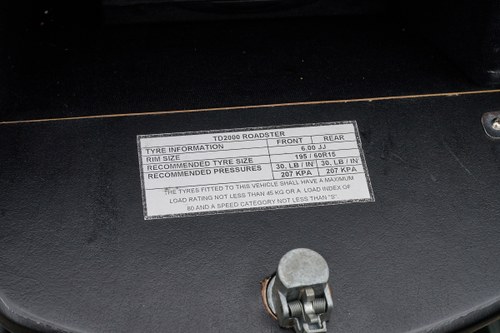 TD2000 ROADSTER
TYRE INFORMATION FRONT REAR
RIM SIZE 6.00 JJ
RECOMMENDED TYRE SIZE 195 / 60R15
RECOMMENDED PRESSURES 30. LB / IN 30. LB / IN
207 KPA 207 KPA
THE TYRES FITTED TO THIS VEHICLE SHALL HAVE A MAXIMUM
LOAD RATING NOT LESS THAN 45 KG OR A LOAD INDEX OF
80 AND A SPEED CATEGORY NOT LESS THAN "S"